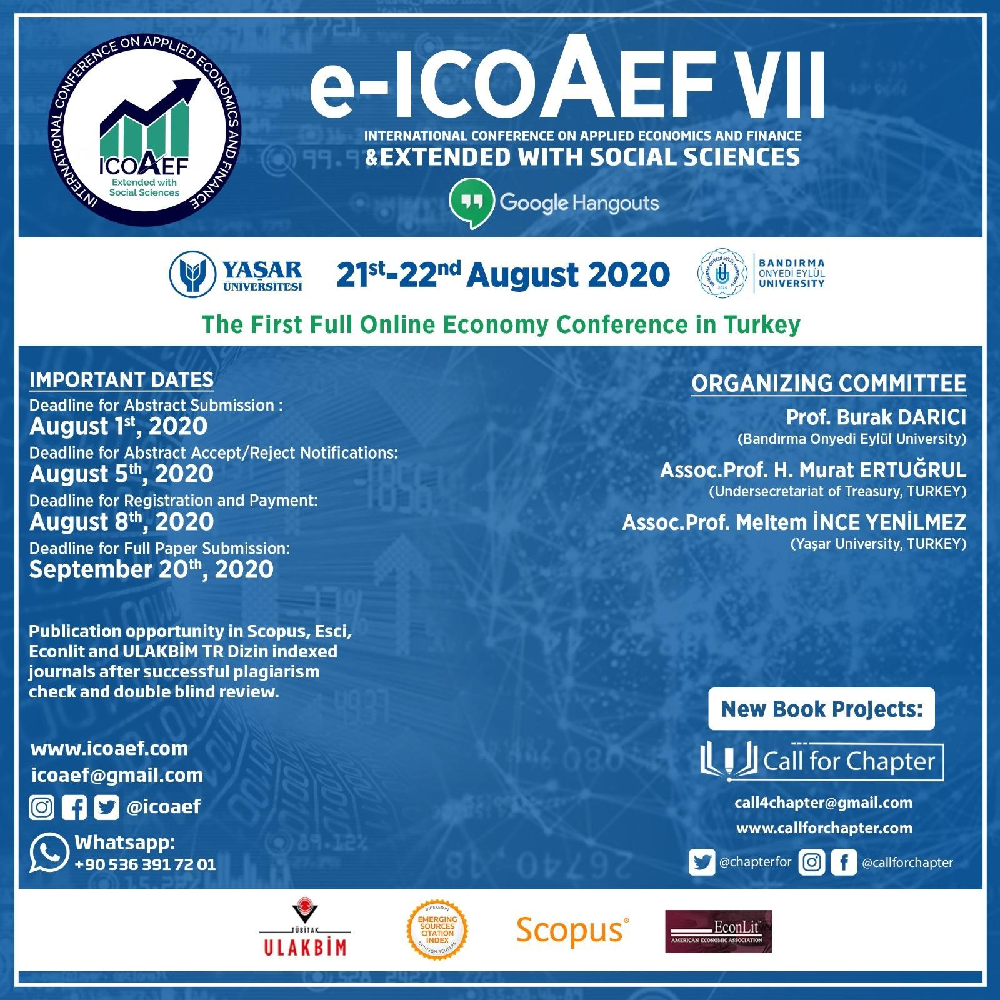 INTERNATIONAL CONFERENCE ON APPLIED ECONOMICS AND FINANCE
ICOAEF
Extended with
Social Sciences
e-ICOAEF VII
INTERNATIONAL CONFERENCE ON APPLIED ECONOMICS AND FINANCE
&EXTENDED WITH SOCIAL SCIENCES
Google Hangouts
YAŞAR
ÜNİVERSİTESİ
21st-22nd August 2020
BANDIRMA ONYEDİ EYLÜL UNIVERSITY
2015
BANDIRMA
ONYEDİ EYLÜL
UNIVERSITY
The First Full Online Economy Conference in Turkey
IMPORTANT DATES
Deadline for Abstract Submission :
August 1st, 2020
Deadline for Abstract Accept/Reject Notifications:
August 5th, 2020
Deadline for Registration and Payment:
August 8th, 2020
Deadline for Full Paper Submission:
September 20th, 2020
Publication opportunity in Scopus, Esci,
Econlit and ULAKBİM TR Dizin indexed
journals after successful plagiarism
check and double blind review.
www.icoaef.com
icoaef@gmail.com
@icoaef
Whatsapp:
+90 536 391 72 01
ORGANIZING COMMITTEE
Prof. Burak DARICI
(Bandırma Onyedi Eylül University)
Assoc.Prof. H. Murat ERTUĞRUL
(Undersecretariat of Treasury, TURKEY)
Assoc.Prof. Meltem İNCE YENİLMEZ
(Yaşar University, TURKEY)
New Book Projects:
Call for Chapter
call4chapter@gmail.com
www.callforchapter.com
@chapterfor
@callforchapter
TÜBİTAK
ULAKBİM
INDEXED IN
EMERGING
SOURCES
CITATION
INDEX
THOMSON REUTERS
Scopus®
EconLit™
AMERICAN ECONOMIC ASSOCIATION